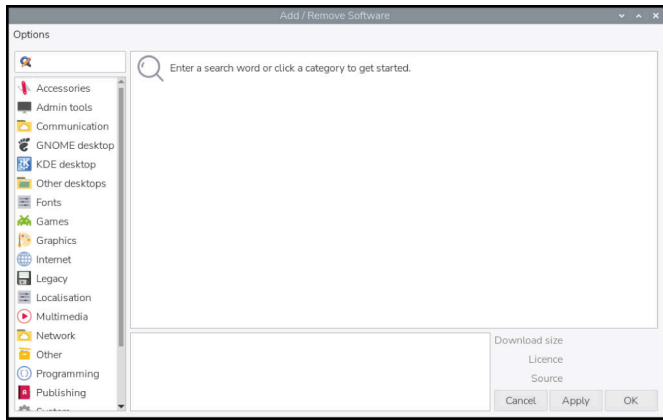 Add / Remove Software
Options
Enter a search word or click a category to get started.
Accessories
Admin tools
Communication
GNOME desktop
KDE desktop
Other desktops
Fonts
Games
Graphics
Internet
Legacy
Localisation
Multimedia
Network
Other
Programming
Publishing
Download size
Licence
Source
Cancel Apply OK